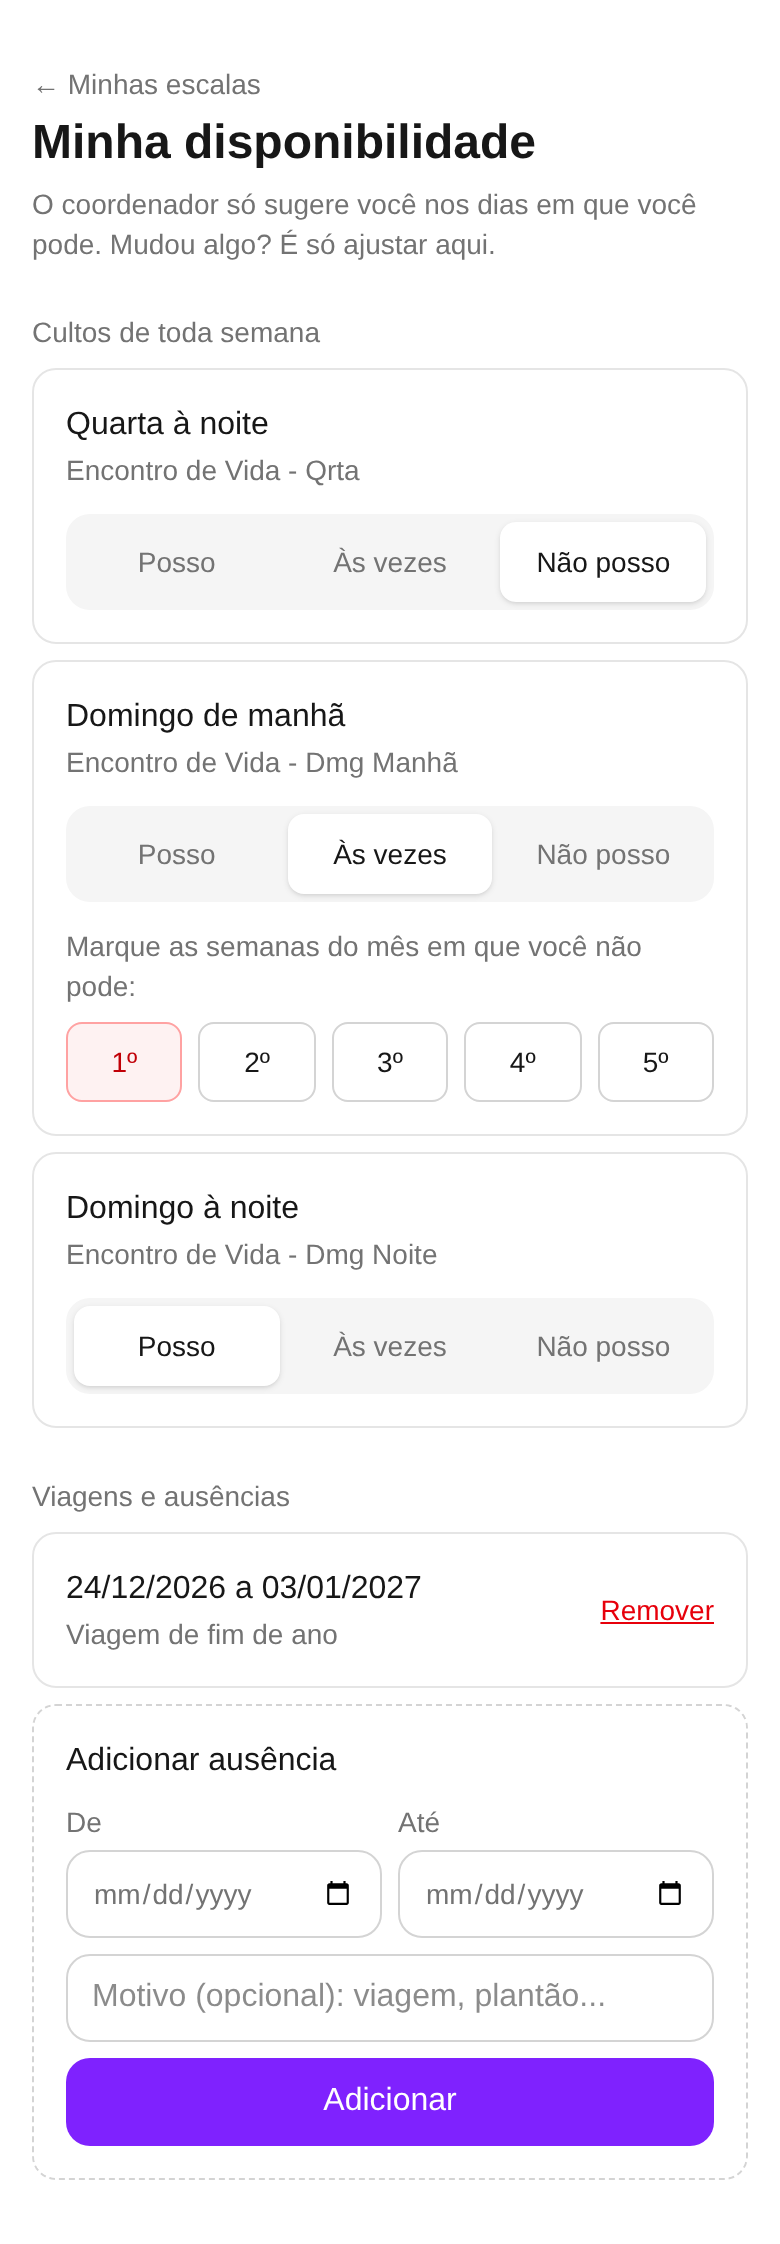 ← Minhas escalas
Minha disponibilidade
O coordenador só sugere você nos dias em que você
pode. Mudou algo? É só ajustar aqui.
Cultos de toda semana
Quarta à noite
Encontro de Vida - Qrta
Posso Às vezes Não posso
Domingo de manhã
Encontro de Vida - Dmg Manhã
Posso Às vezes Não posso
Marque as semanas do mês em que você não
pode:
1º 2º 3º 4º 5º
Domingo à noite
Encontro de Vida - Dmg Noite
Posso Às vezes Não posso
Viagens e ausências
24/12/2026 a 03/01/2027
Viagem de fim de ano
Remover
Adicionar ausência
De Até
mm/dd/yyyy mm/dd/yyyy
Motivo (opcional): viagem, plantão...
Adicionar